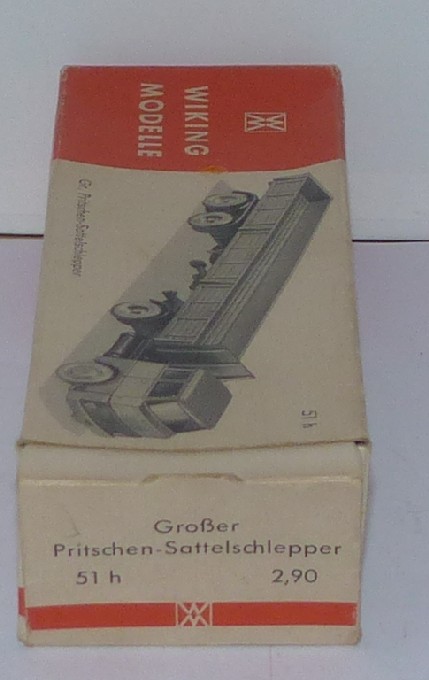 WIKING
MODELLE
Gr. Pritschen-Sattelschlepper
51 h
Großer
Pritschen-Sattelschlepper
51 h 2,90